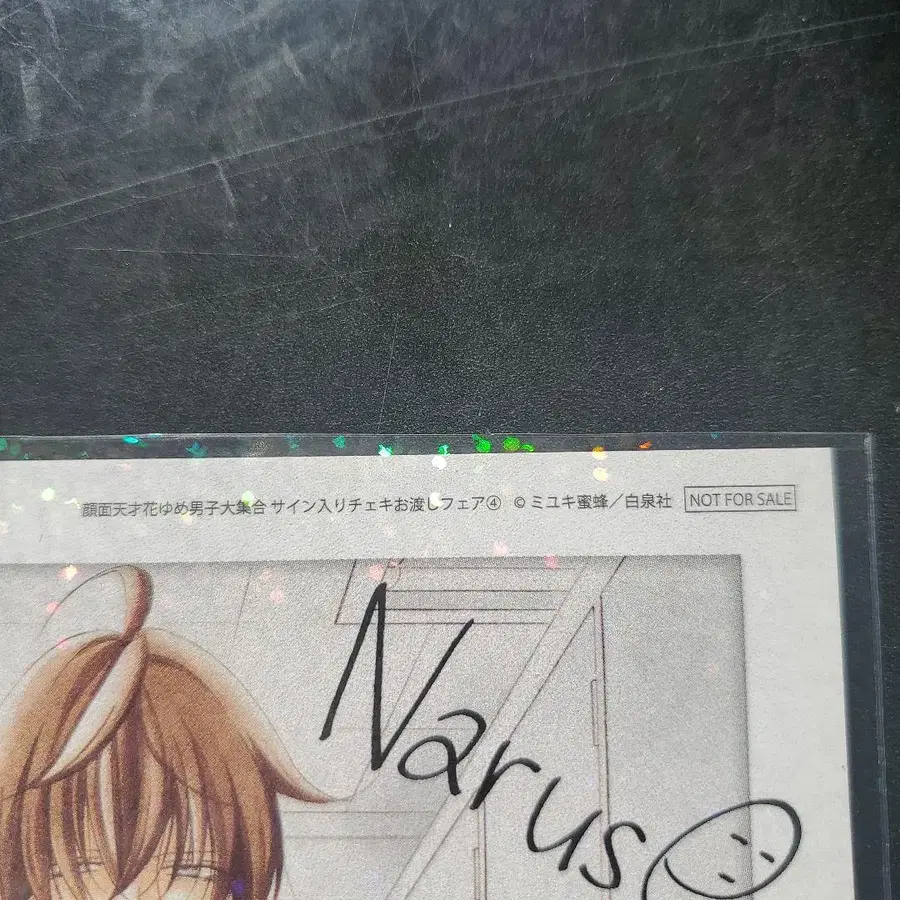 顔面天才花ゆめ男子大集合 サイン入りチェキお渡しフェア④ ©ミユキ蜜蜂／白泉社 NOT FOR SALE
Narus